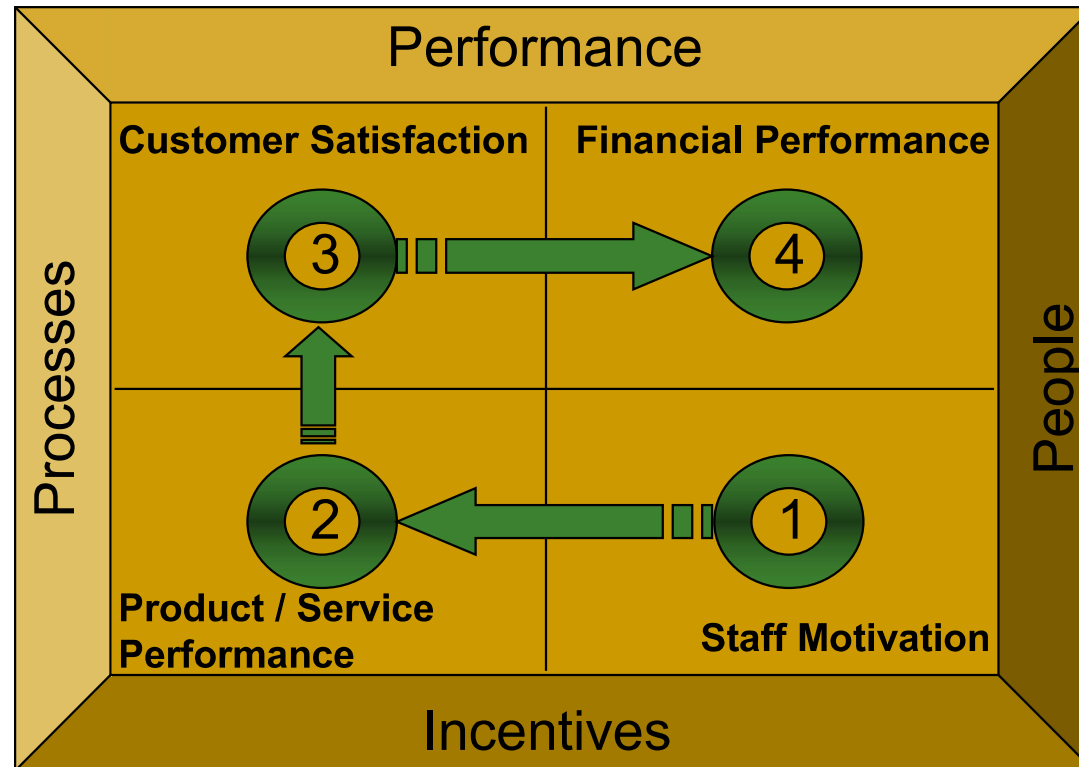 Performance
Customer Satisfaction
Financial Performance
3
4
Processes
People
2
1
Product / Service
Performance
Staff Motivation
Incentives